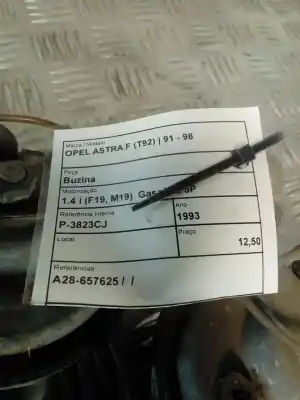 Marca / Modelo
OPEL ASTRA F (T92) | 91 - 98
Peça
Buzina
Motorização
1.4 i (F19, M19) 5P
Ano
1993
Referência Interna
P-3823CJ
Preço
12,50
Local
Referências
A28-657625 / /